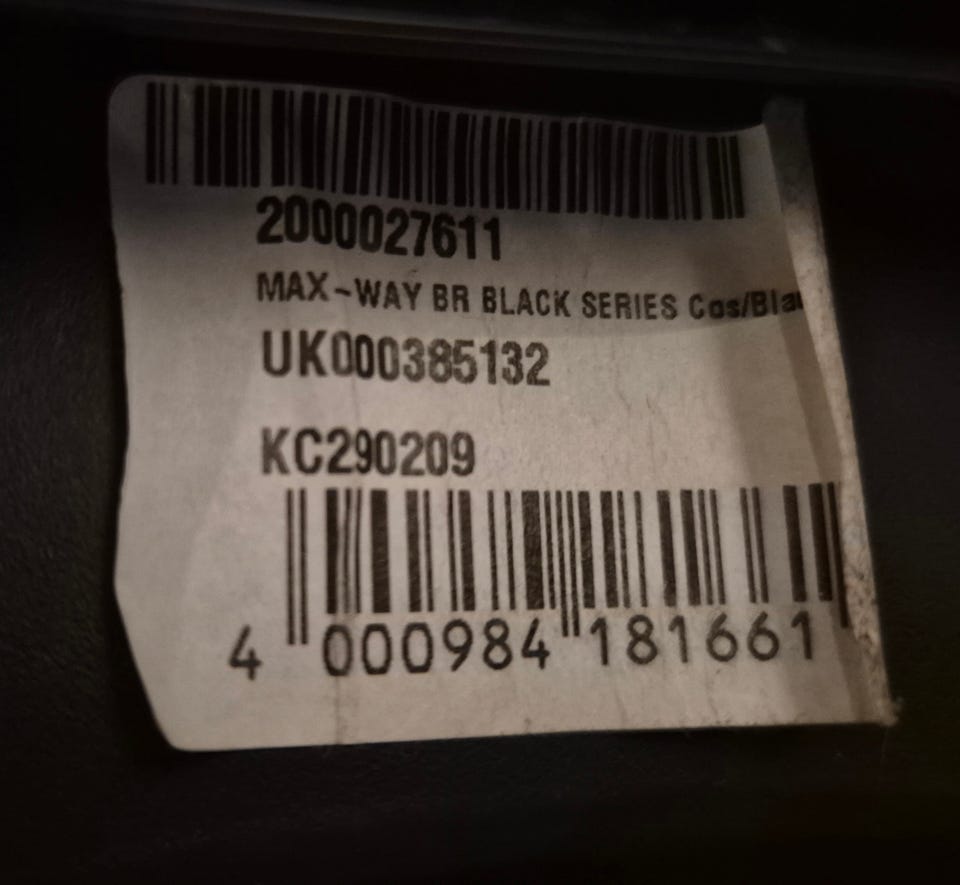 2000027611
MAX-WAY BR BLACK SERIES Cos/Bla
UK000385132
KC290209
4 000984 181661